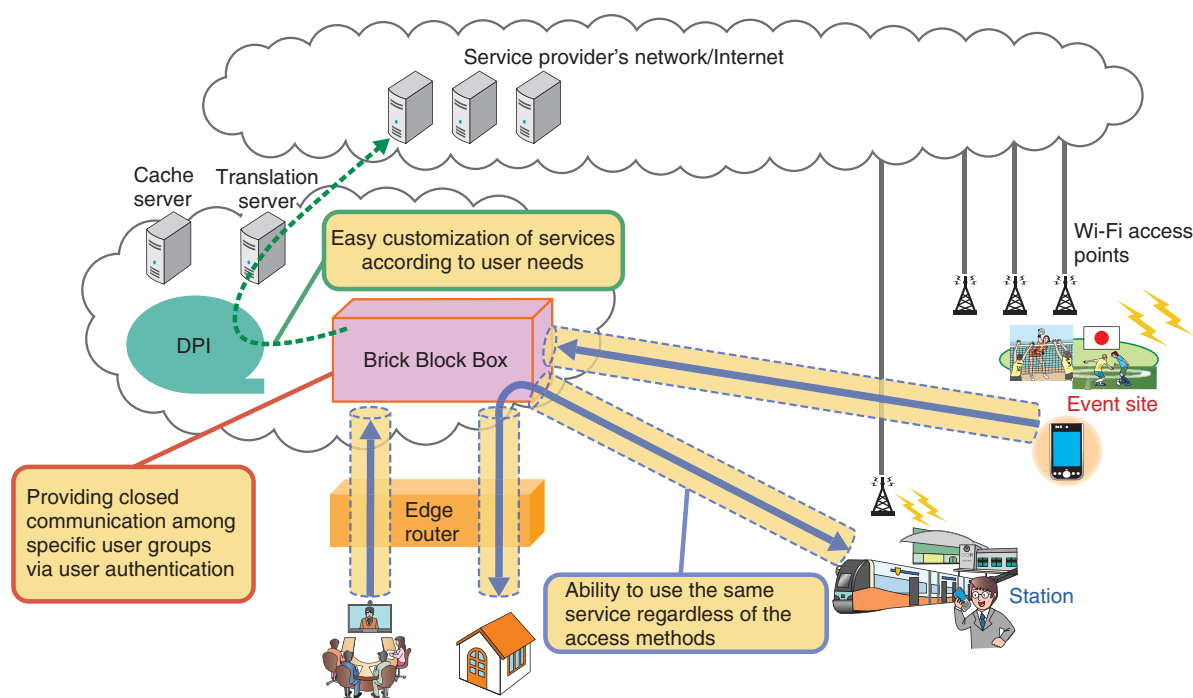 Service provider's network/Internet
Cache
server
Translation
server
Easy customization of services
according to user needs
Wi-Fi access
points
DPI
Brick Block Box
Event site
Providing closed
communication among
specific user groups
via user authentication
Edge
router
Ability to use the same
service regardless of the
access methods
Station